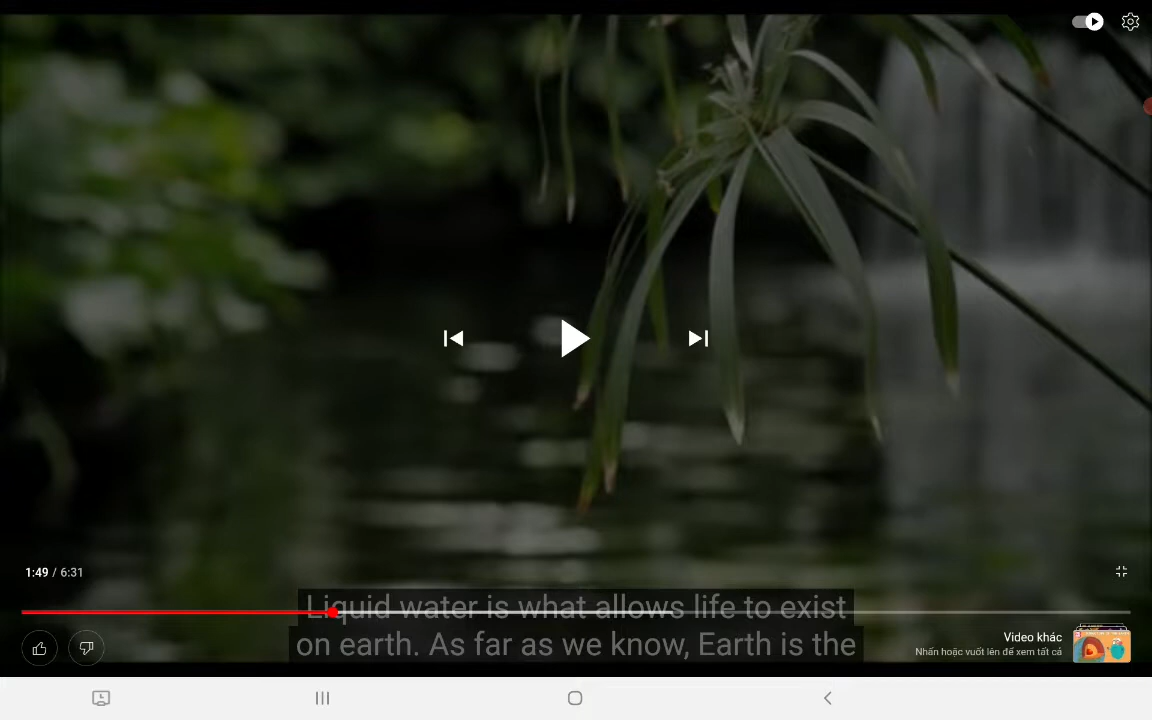 1:49 / 6:31
Liquid water is what allows life to exist
on earth. As far as we know, Earth is the
Video khác
Nhấn hoặc vuốt lên để xem tất cả